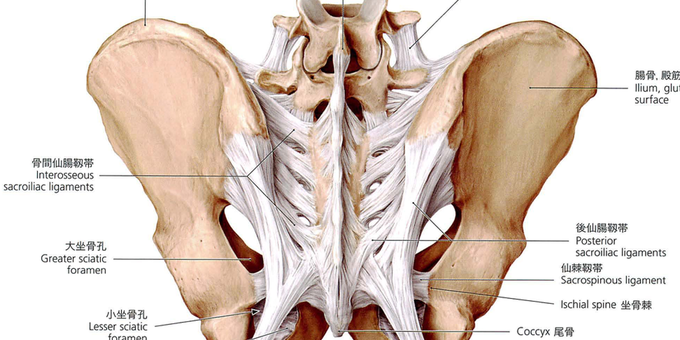 腸骨, 殿筋
Ilium, glu
surface
骨間仙腸靱帯
Interosseous
sacroiliac ligaments
大坐骨孔
Greater sciatic
foramen
後仙腸靱帯
Posterior
sacroiliac ligaments
仙棘靱帯
Sacrospinous ligament
Ischial spine 坐骨棘
小坐骨孔
Lesser sciatic
foramen
Coccyx 尾骨